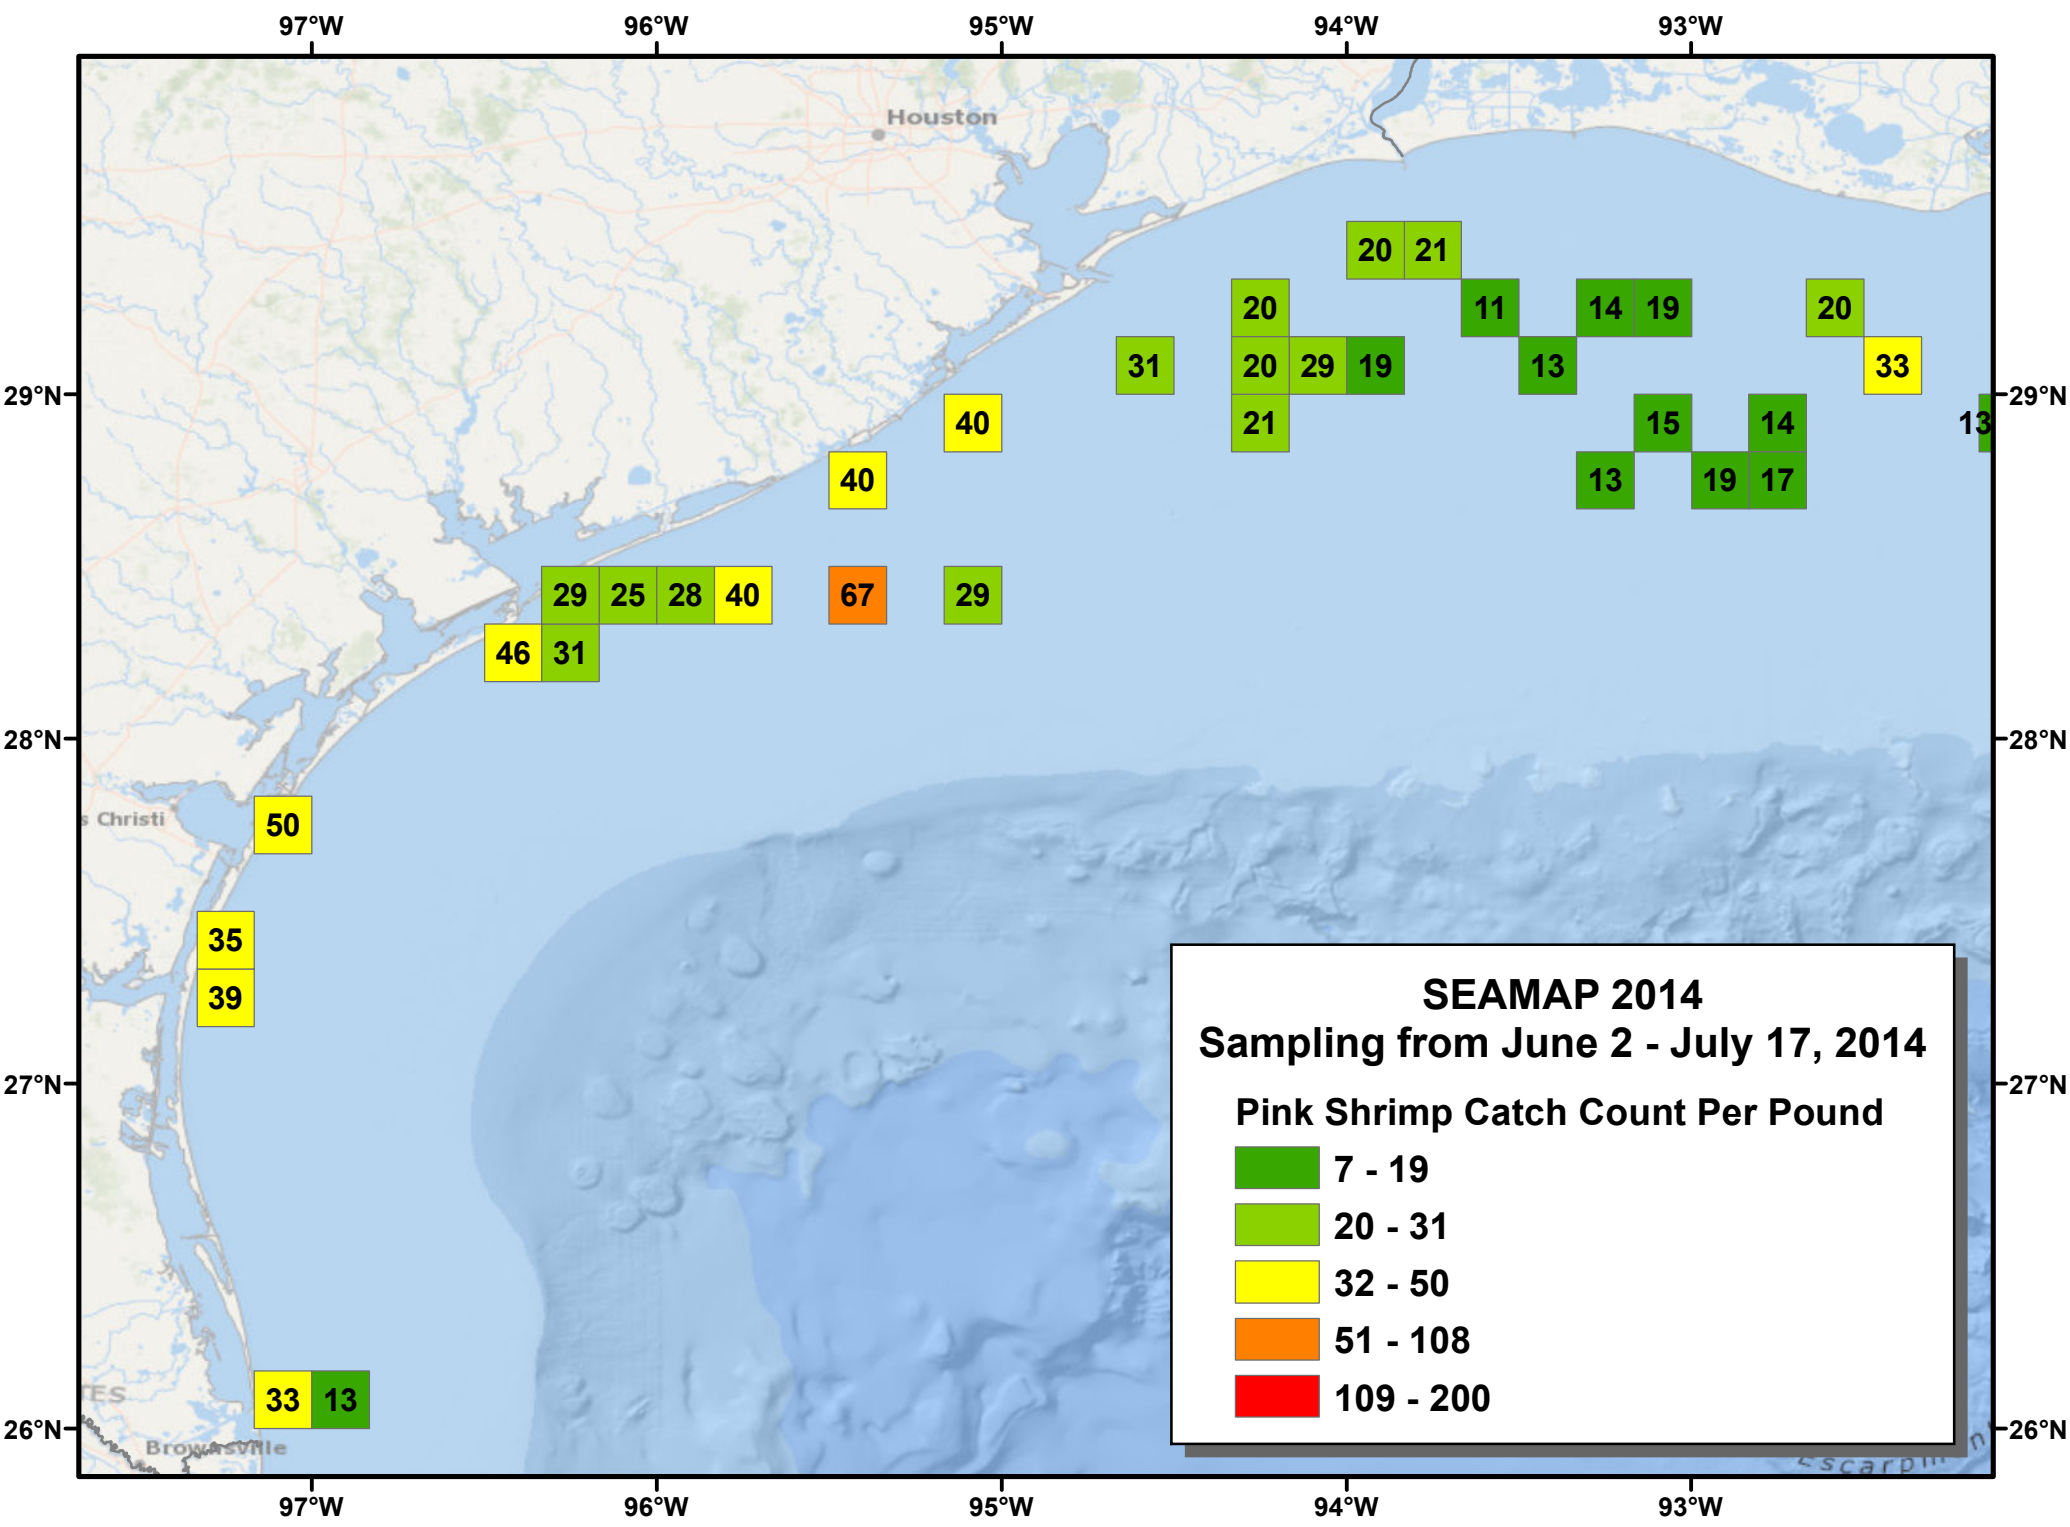 97°W 96°W 95°W 94°W 93°W
Houston
20 21
20 11 14 19 20
31 20 29 19 13 33
29°N 29°N
40 21 15 14 13
40 13 19 17
29 25 28 40 67 29
46 31
28°N 28°N
s Christi
50
35
39
SEAMAP 2014
Sampling from June 2 - July 17, 2014
27°N 27°N
Pink Shrimp Catch Count Per Pound
7 - 19
20 - 31
32 - 50
51 - 108
109 - 200
TES
33 13
26°N 26°N
Brownsville
Escarpm n
97°W 96°W 95°W 94°W 93°W